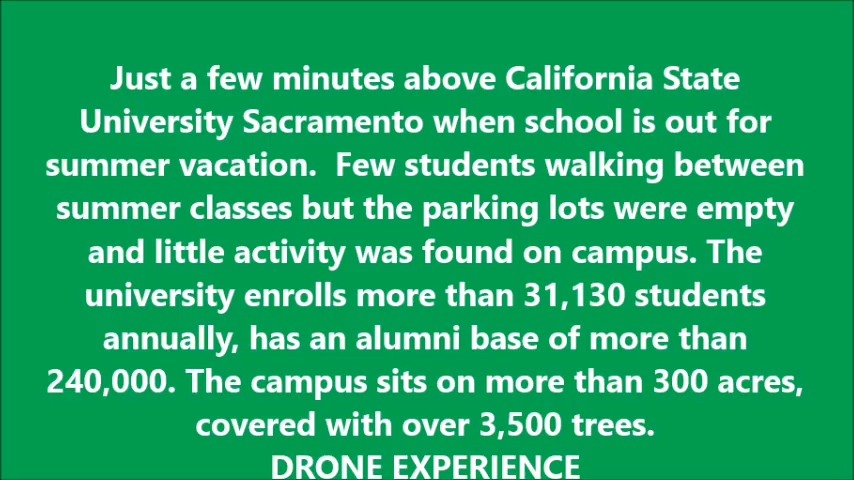 Just a few minutes above California State
University Sacramento when school is out for
summer vacation.  Few students walking between
summer classes but the parking lots were empty
and little activity was found on campus. The
university enrolls more than 31,130 students
annually, has an alumni base of more than
240,000. The campus sits on more than 300 acres,
covered with over 3,500 trees.
DRONE EXPERIENCE